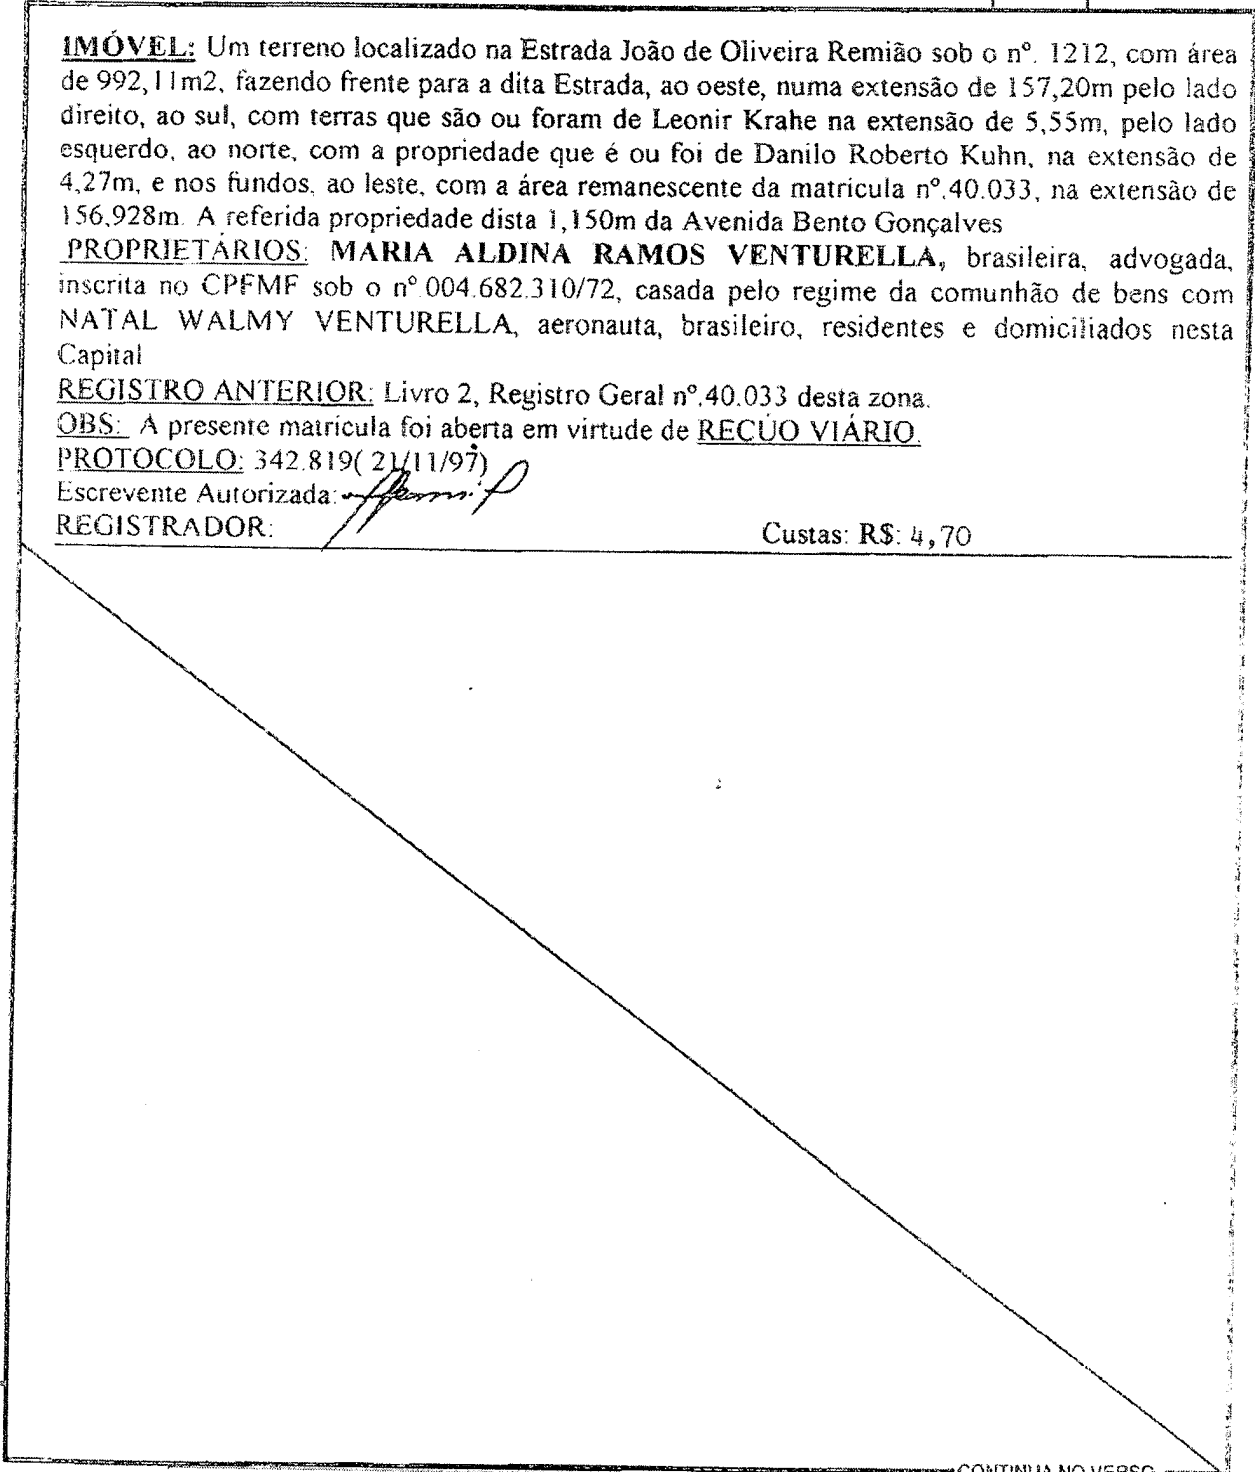 IMÓVEL: Um terreno localizado na Estrada João de Oliveira Remião sob o nº. 1212, com área
de 992,11m2, fazendo frente para a dita Estrada, ao oeste, numa extensão de 157,20m pelo lado
direito, ao sul, com terras que são ou foram de Leonir Krahe na extensão de 5,55m, pelo lado
esquerdo, ao norte, com a propriedade que é ou foi de Danilo Roberto Kuhn, na extensão de
4,27m, e nos fundos, ao leste, com a área remanescente da matrícula nº.40.033, na extensão de
156,928m. A referida propriedade dista 1,150m da Avenida Bento Gonçalves
PROPRIETÁRIOS: MARIA ALDINA RAMOS VENTURELLA, brasileira, advogada,
inscrita no CPFMF sob o nº.004.682.310/72, casada pelo regime da comunhão de bens com
NATAL WALMY VENTURELLA, aeronauta, brasileiro, residentes e domiciliados nesta
Capital
REGISTRO ANTERIOR: Livro 2, Registro Geral nº.40.033 desta zona.
OBS: A presente matrícula foi aberta em virtude de RECÚO VIÁRIO.
PROTOCOLO: 342.819( 21/11/97)
Escrevente Autorizada:
REGISTRADOR: Custas: R$: 4,70
CONTINUA NO VERSO